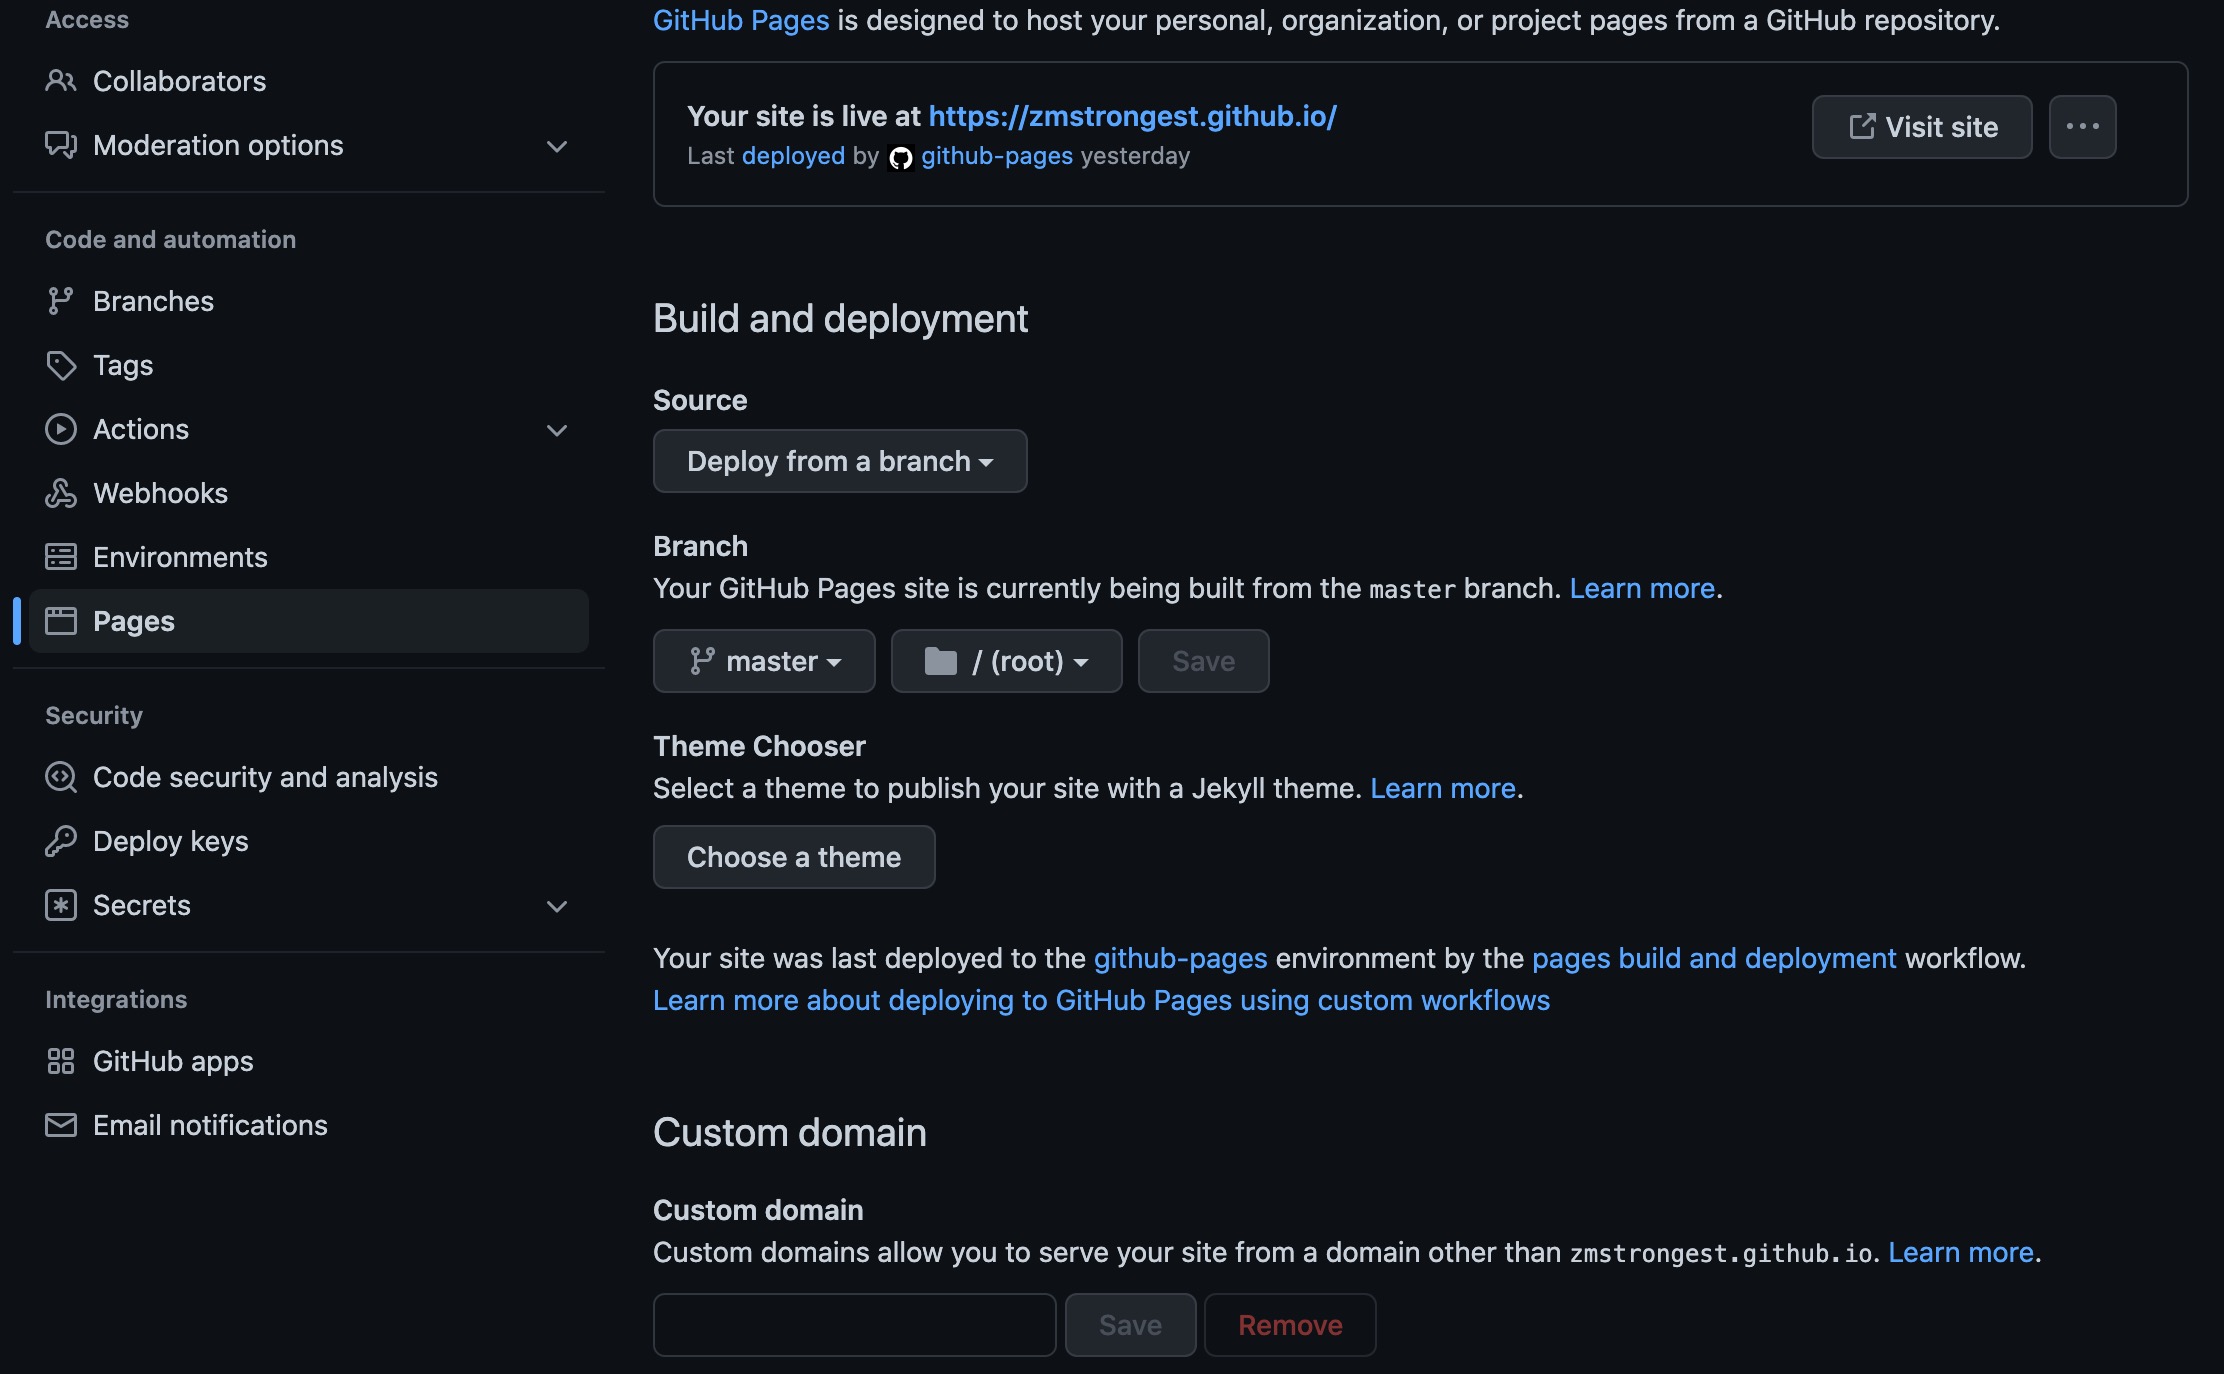 Access
Collaborators
Moderation options
Code and automation
Branches
Tags
Actions
Webhooks
Environments
Pages
Security
Code security and analysis
Deploy keys
Secrets
Integrations
GitHub apps
Email notifications
GitHub Pages is designed to host your personal, organization, or project pages from a GitHub repository.
Your site is live at https://zmstrongest.github.io/
Last deployed by github-pages yesterday
Visit site
Build and deployment
Source
Deploy from a branch
Branch
Your GitHub Pages site is currently being built from the master branch. Learn more.
master / (root) Save
Theme Chooser
Select a theme to publish your site with a Jekyll theme. Learn more.
Choose a theme
Your site was last deployed to the github-pages environment by the pages build and deployment workflow.
Learn more about deploying to GitHub Pages using custom workflows
Custom domain
Custom domain
Custom domains allow you to serve your site from a domain other than zmstrongest.github.io. Learn more.
Save Remove